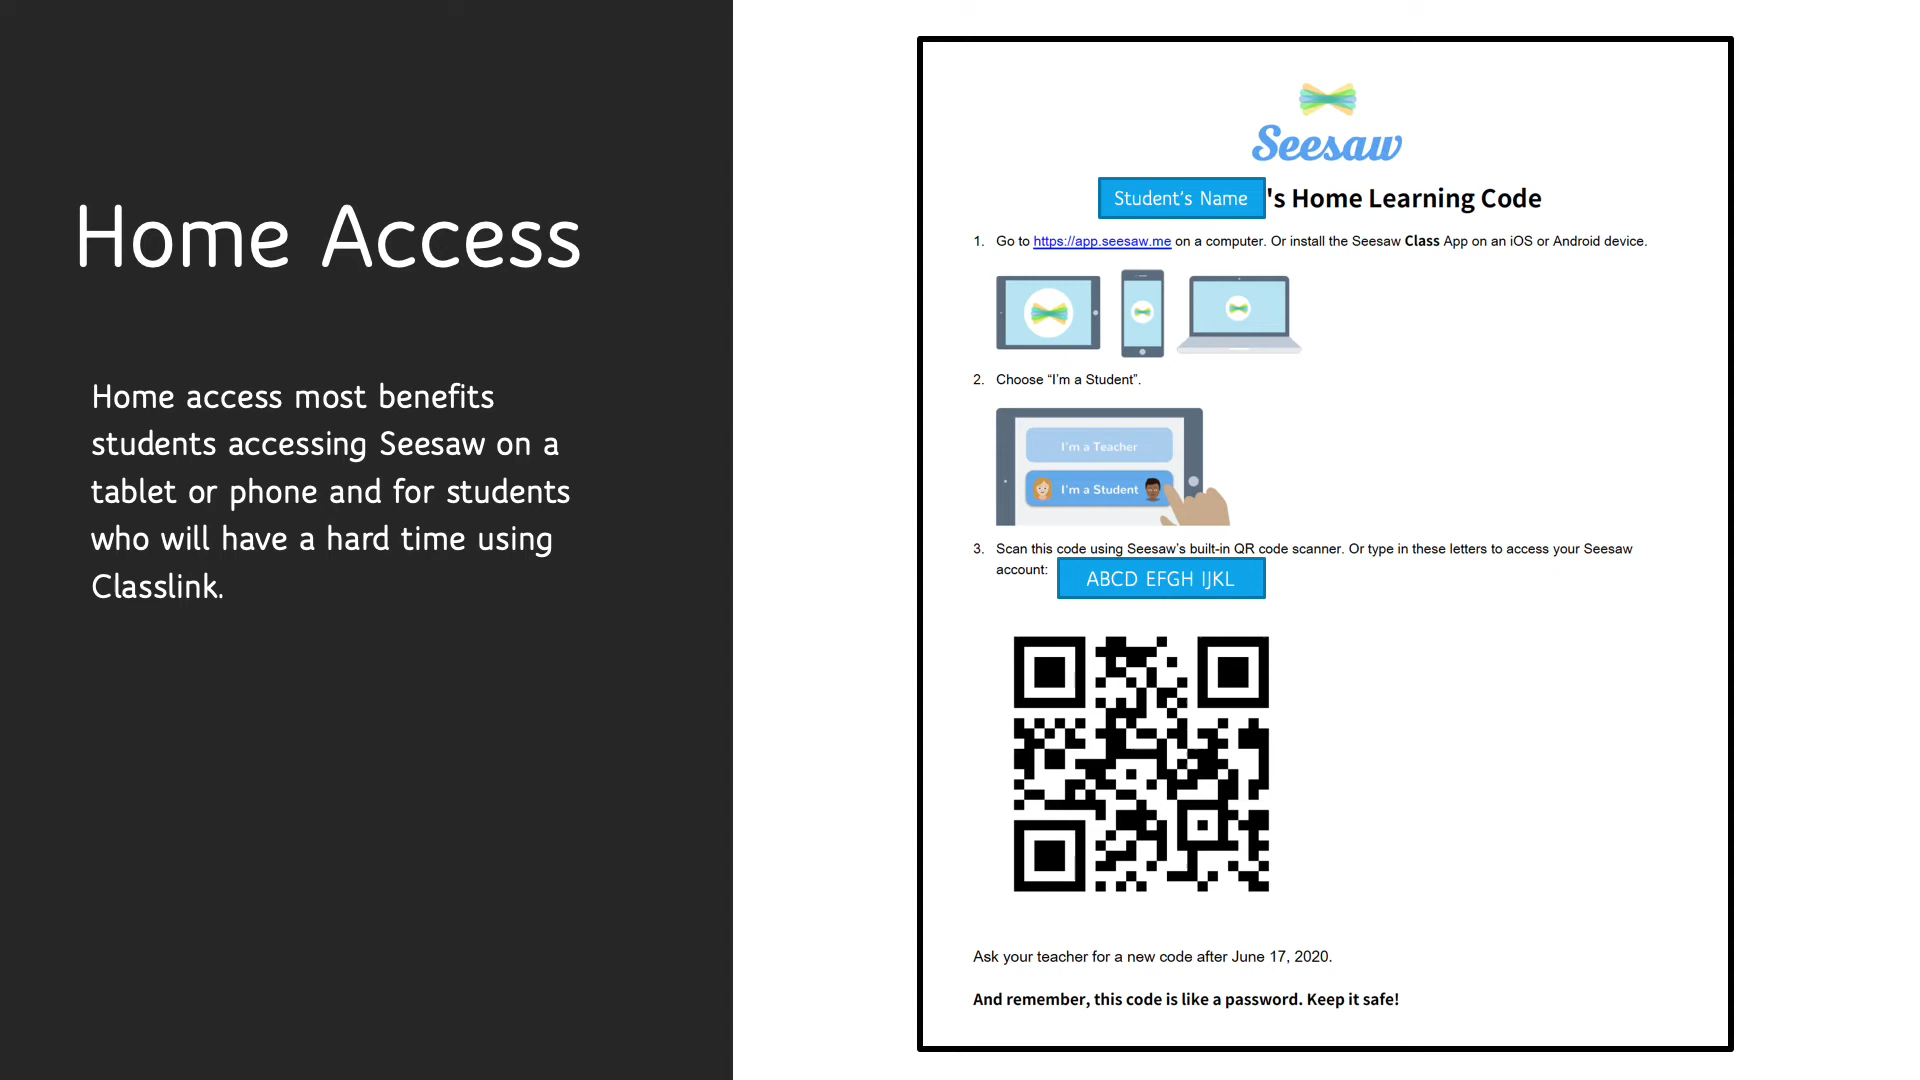 Home Access
Home access most benefits
students accessing Seesaw on a
tablet or phone and for students
who will have a hard time using
Classlink.
Seesaw
Student's Name 's Home Learning Code
1. Go to https://app.seesaw.me on a computer. Or install the Seesaw Class App on an iOS or Android device.
2. Choose “I’m a Student”.
I'm a Teacher
I'm a Student
3. Scan this code using Seesaw’s built-in QR code scanner. Or type in these letters to access your Seesaw
account: ABCD EFGH IJKL
Ask your teacher for a new code after June 17, 2020.
And remember, this code is like a password. Keep it safe!